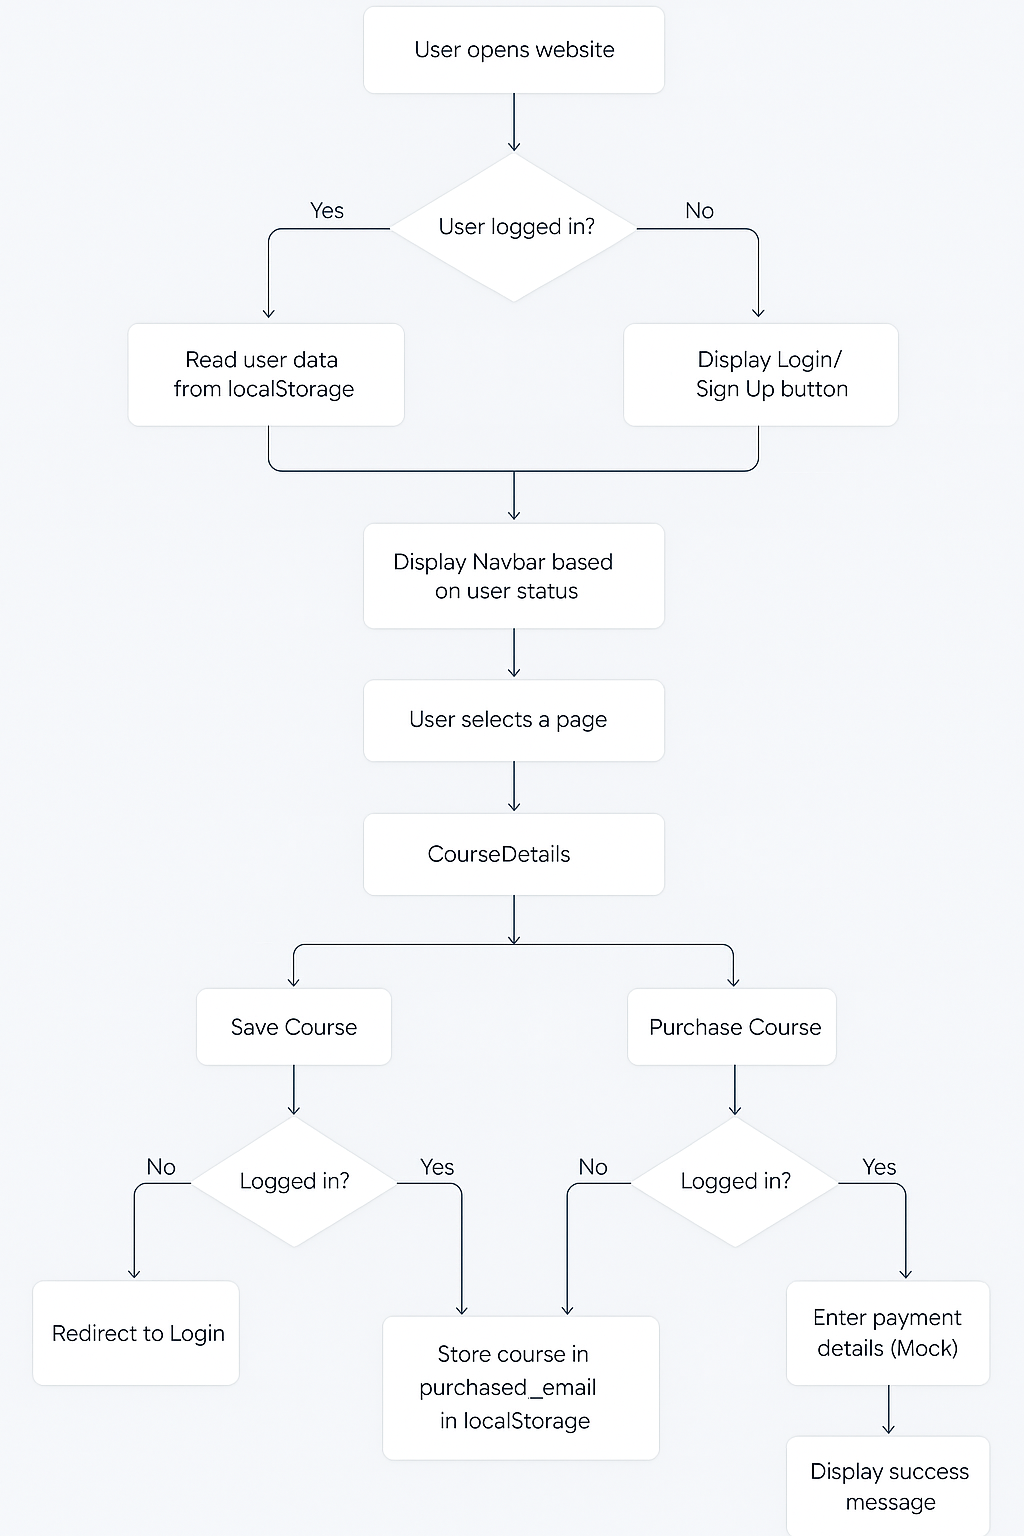 User opens website
User logged in?
Yes
No
Read user data
from localStorage
Display Login/
Sign Up button
Display Navbar based
on user status
User selects a page
CourseDetails
Save Course
Purchase Course
Logged in?
No
Yes
Logged in?
No
Yes
Redirect to Login
Store course in
purchased_email
in localStorage
Enter payment
details (Mock)
Display success
message